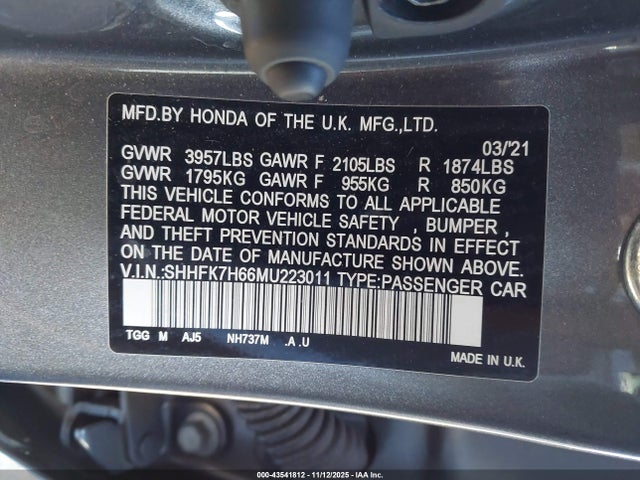 MFD.BY HONDA OF THE U.K. MFG.,LTD.
03/'21
GVWR 3957LBS GAWR F 2105LBS R 1874LBS
GVWR 1795KG GAWR F 955KG R 850KG
THIS VEHICLE CONFORMS TO ALL APPLICABLE
FEDERAL MOTOR VEHICLE SAFETY , BUMPER ,
AND THEFT PREVENTION STANDARDS IN EFFECT
ON THE DATE OF MANUFACTURE SHOWN ABOVE.
V.I.N.:SHHFK7H66MU223011 TYPE:PASSENGER CAR
TGG M AJ5 NH737M .A .U
MADE IN U.K.
000-43541812 - 11/12/2025 - IAA Inc.